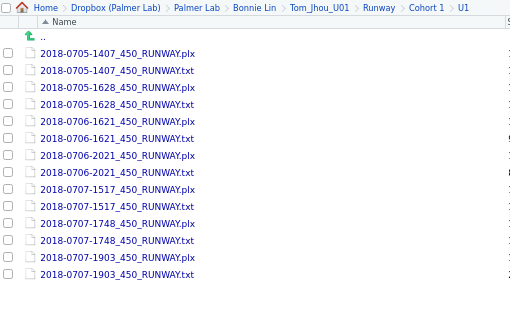 Home > Dropbox (Palmer Lab) > Palmer Lab > Bonnie Lin > Tom_Jhou_U01 > Runway > Cohort 1 > U1
Name
..
2018-0705-1407_450_RUNWAY.plx
2018-0705-1407_450_RUNWAY.txt
2018-0705-1628_450_RUNWAY.plx
2018-0705-1628_450_RUNWAY.txt
2018-0706-1621_450_RUNWAY.plx
2018-0706-1621_450_RUNWAY.txt
2018-0706-2021_450_RUNWAY.plx
2018-0706-2021_450_RUNWAY.txt
2018-0707-1517_450_RUNWAY.plx
2018-0707-1517_450_RUNWAY.txt
2018-0707-1748_450_RUNWAY.plx
2018-0707-1748_450_RUNWAY.txt
2018-0707-1903_450_RUNWAY.plx
2018-0707-1903_450_RUNWAY.txt